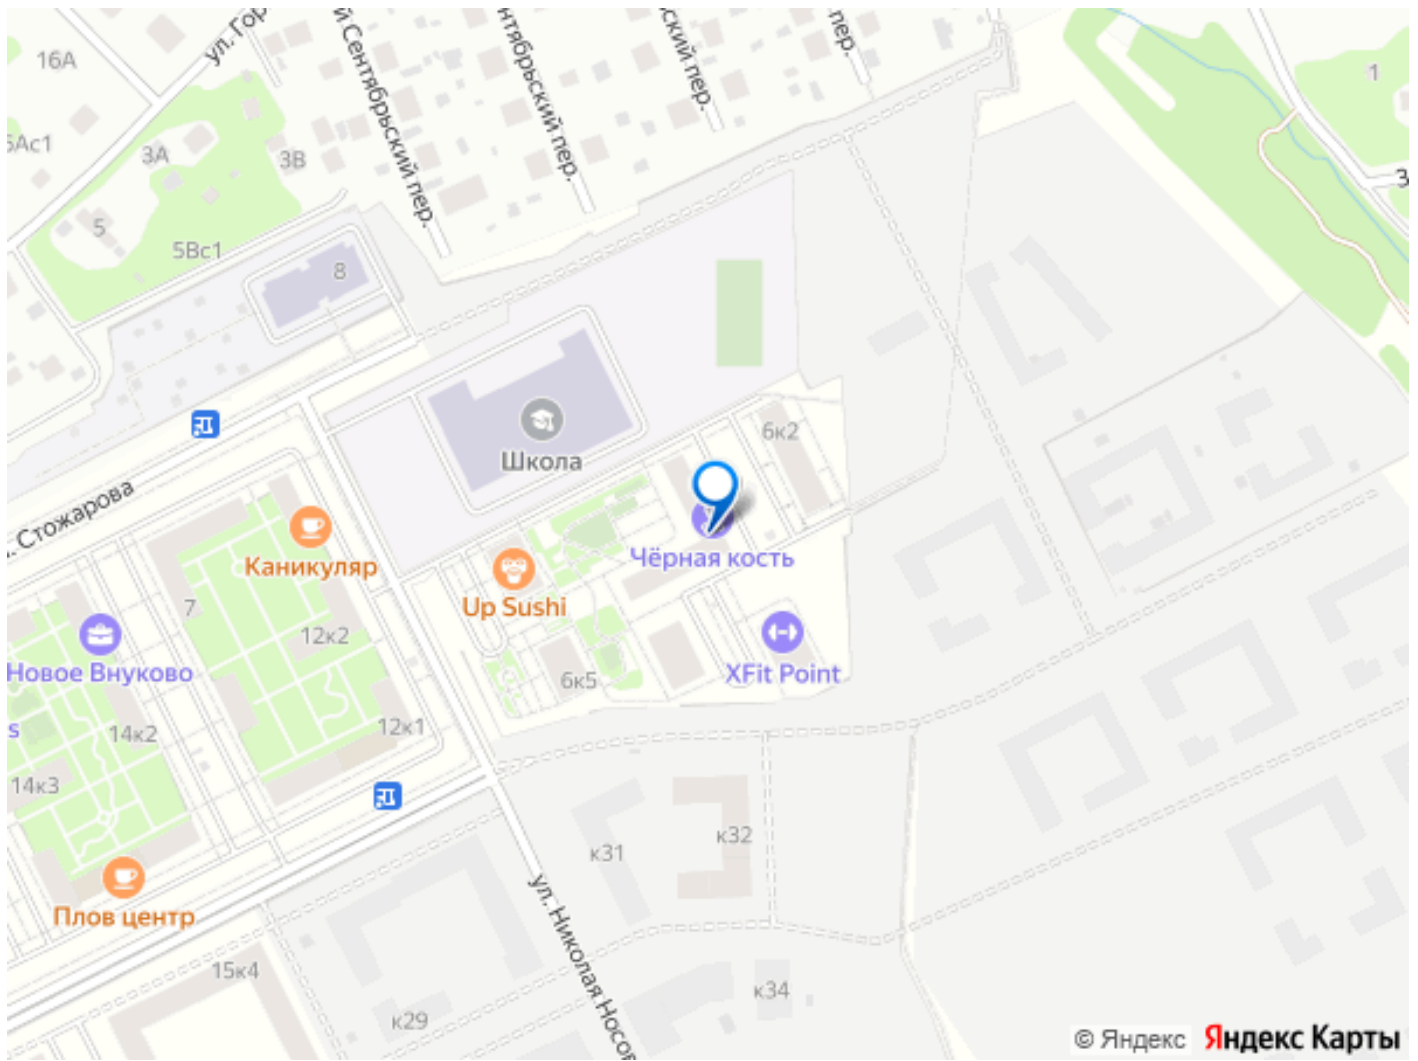 16А
ул. Гор
й Сентябрьский пер.
нтябрьский пер.
ский пер.
пер.
1
3
5Ас1
3А
3В
5
5Вс1
8
6к2
Школа
. Стожарова
Каникуляр
Чёрная кость
Up Sushi
7
12к2
Новое Внуково
XFit Point
6к5
s
14к2
12к1
14к3
к32
к31
Плов центр
ул. Николая Носов
15к4
к34
к29
© Яндекс
Яндекс Карты